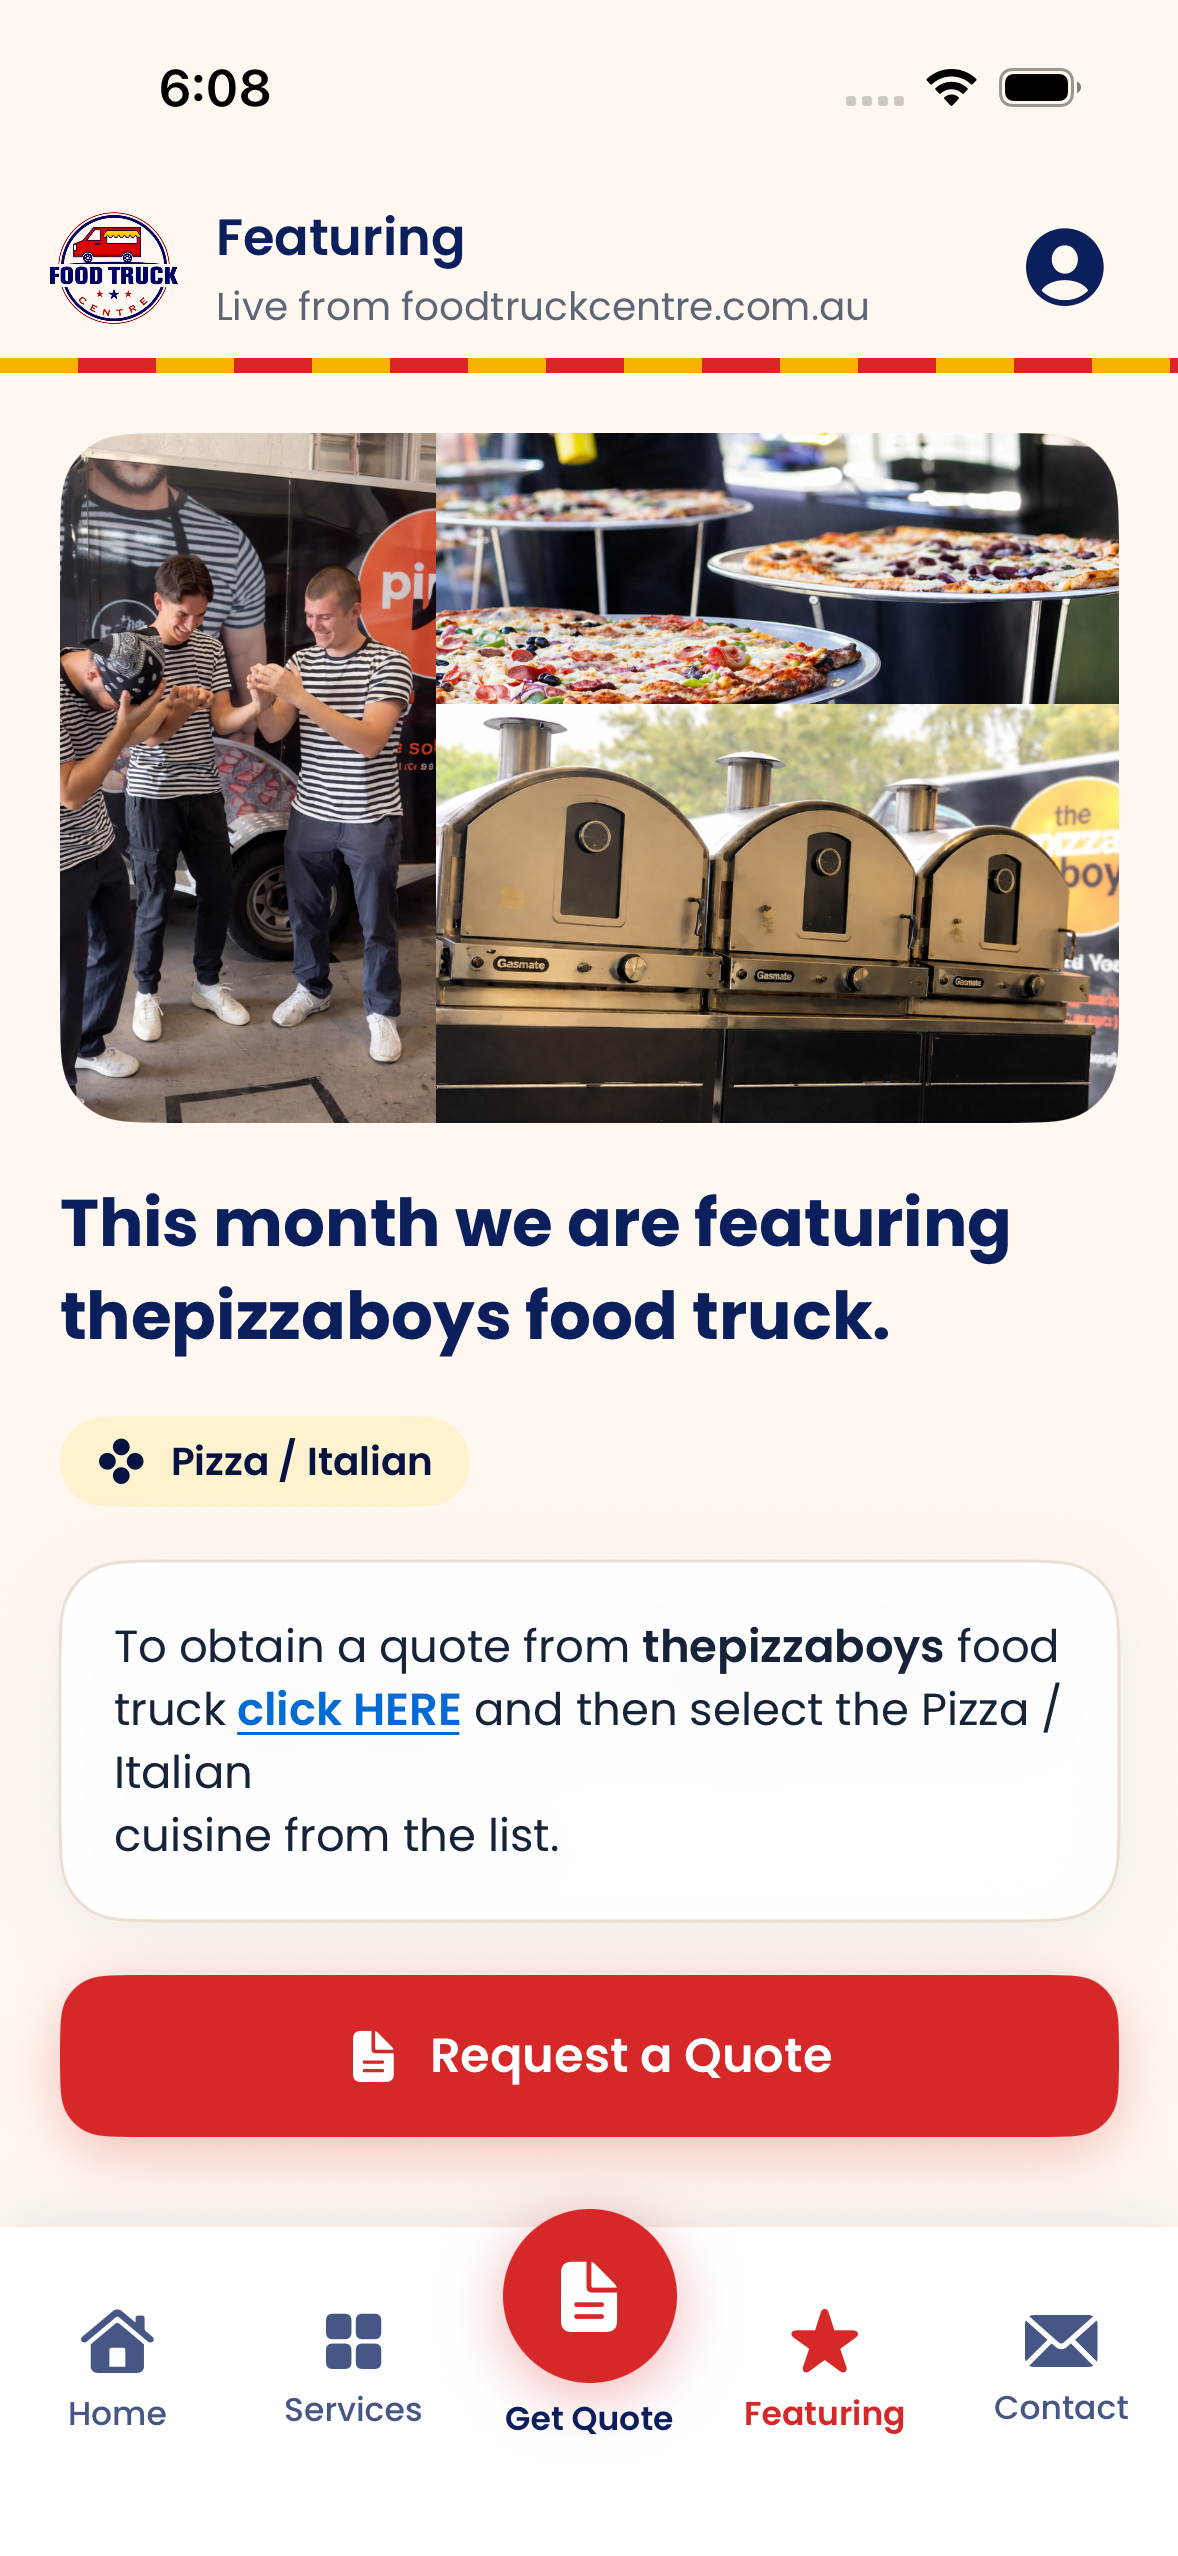 6:08
FOOD TRUCK
CENTRE
Featuring
Live from foodtruckcentre.com.au
the
pi
Gasmate
Gasmate
Gasmate
the
pizza
boy
This month we are featuring
thepizzaboys food truck.
Pizza / Italian
To obtain a quote from thepizzaboys food
truck click HERE and then select the Pizza /
Italian
cuisine from the list.
Request a Quote
Home
Services
Get Quote
Featuring
Contact